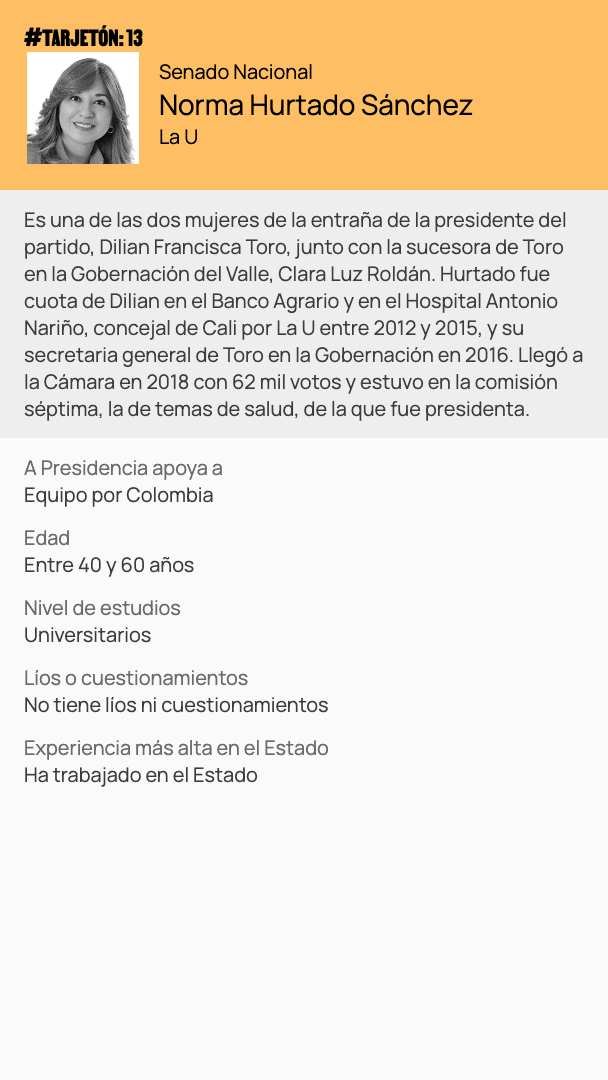 #TARJETÓN: 13
Senado Nacional
Norma Hurtado Sánchez
La U
Es una de las dos mujeres de la entraña de la presidente del
partido, Dilian Francisca Toro, junto con la sucesora de Toro
en la Gobernación del Valle, Clara Luz Roldán. Hurtado fue
cuota de Dilian en el Banco Agrario y en el Hospital Antonio
Nariño, concejal de Cali por La U entre 2012 y 2015, y su
secretaria general de Toro en la Gobernación en 2016. Llegó a
la Cámara en 2018 con 62 mil votos y estuvo en la comisión
séptima, la de temas de salud, de la que fue presidenta.
A Presidencia apoya a
Equipo por Colombia
Edad
Entre 40 y 60 años
Nivel de estudios
Universitarios
Líos o cuestionamientos
No tiene líos ni cuestionamientos
Experiencia más alta en el Estado
Ha trabajado en el Estado